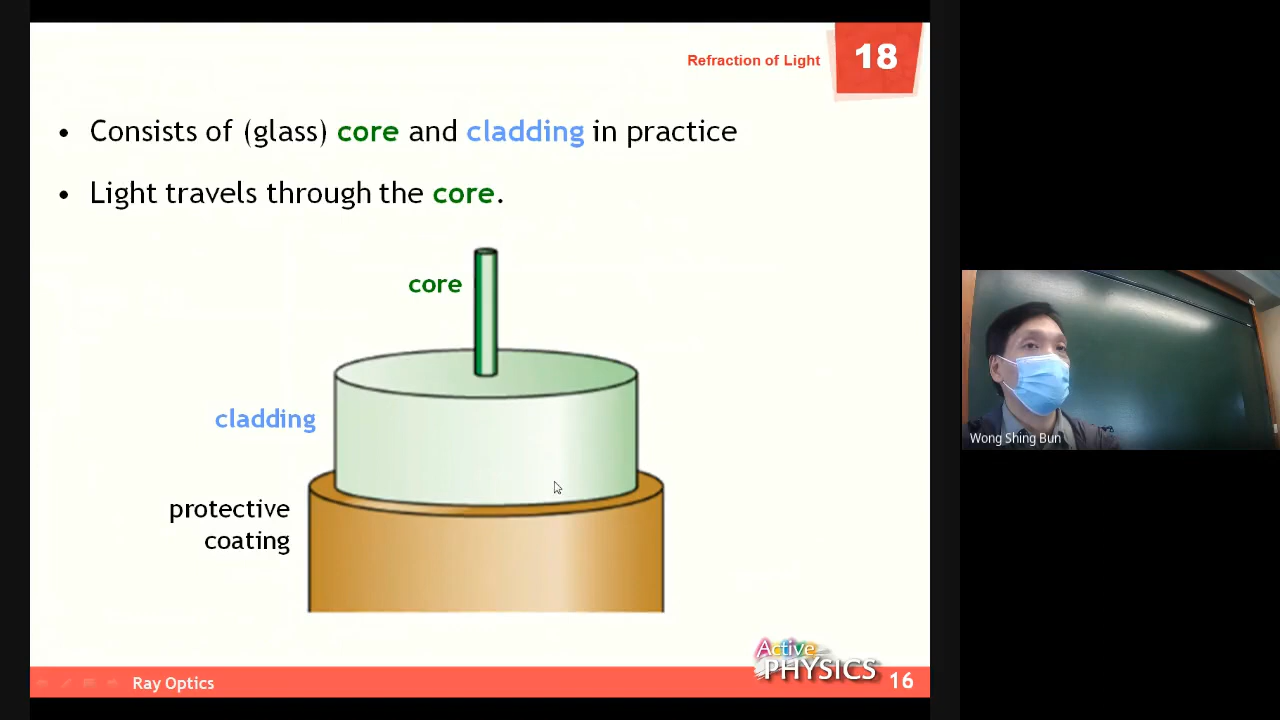 Refraction of Light
18
• Consists of (glass) core and cladding in practice
• Light travels through the core.
core
cladding
protective
coating
Wong Shing Bun
Active
PHYSICS
Ray Optics
16